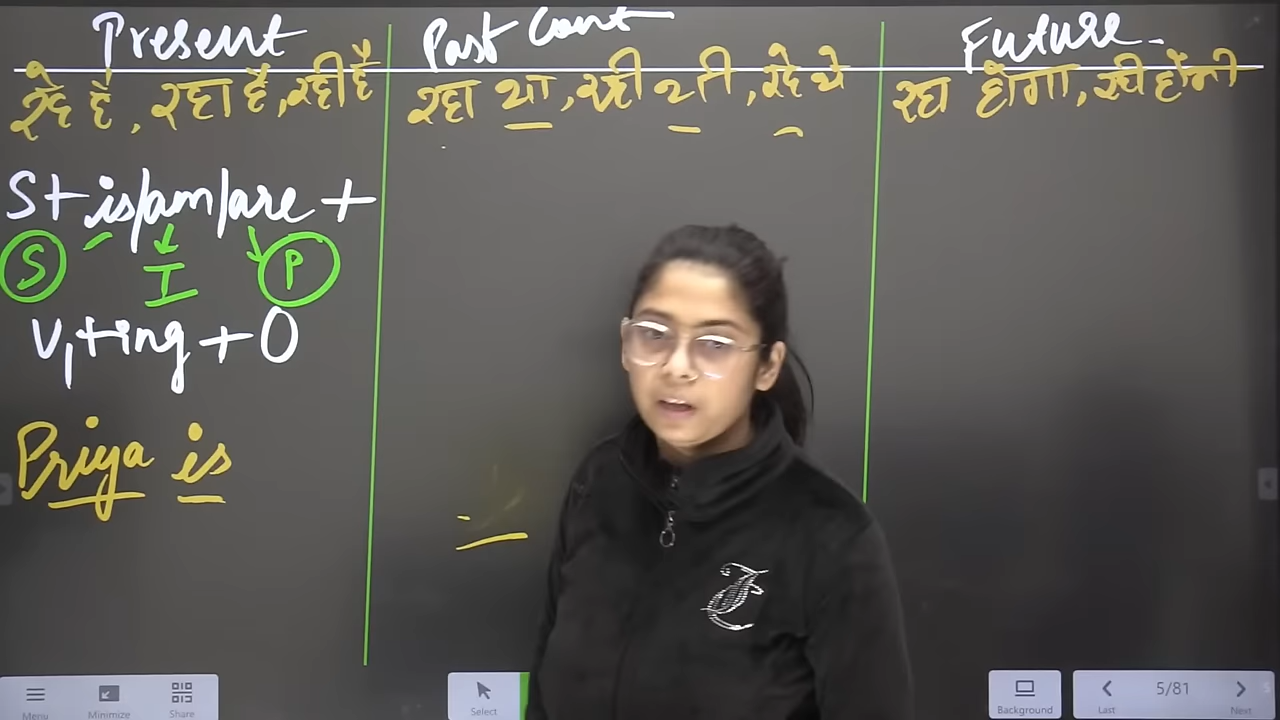 Present
Past Cont
Future
रहे हैं, रहा है, रही है
रहा था, रही थी, रहे थे
रहा होगा, रही होगी
S + is/am/are +
S I P
V1+ing + O
Priya is
Menu
Minimize
Share
Select
Background
Last
5/81
Next